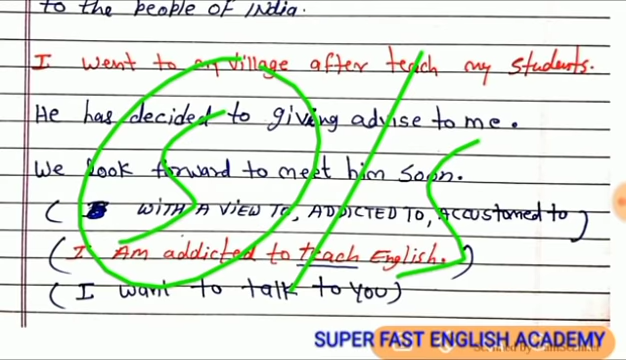 to the people of India.
I went to my village after teach my students.
He has decided to giving advise to me.
We look forward to meet him soon.
( WITH A VIEW TO, ADDICTED TO, ACCUSTOMED TO)
(I Am addicted to teach English.)
(I want to talk to you)
SUPER FAST ENGLISH ACADEMY